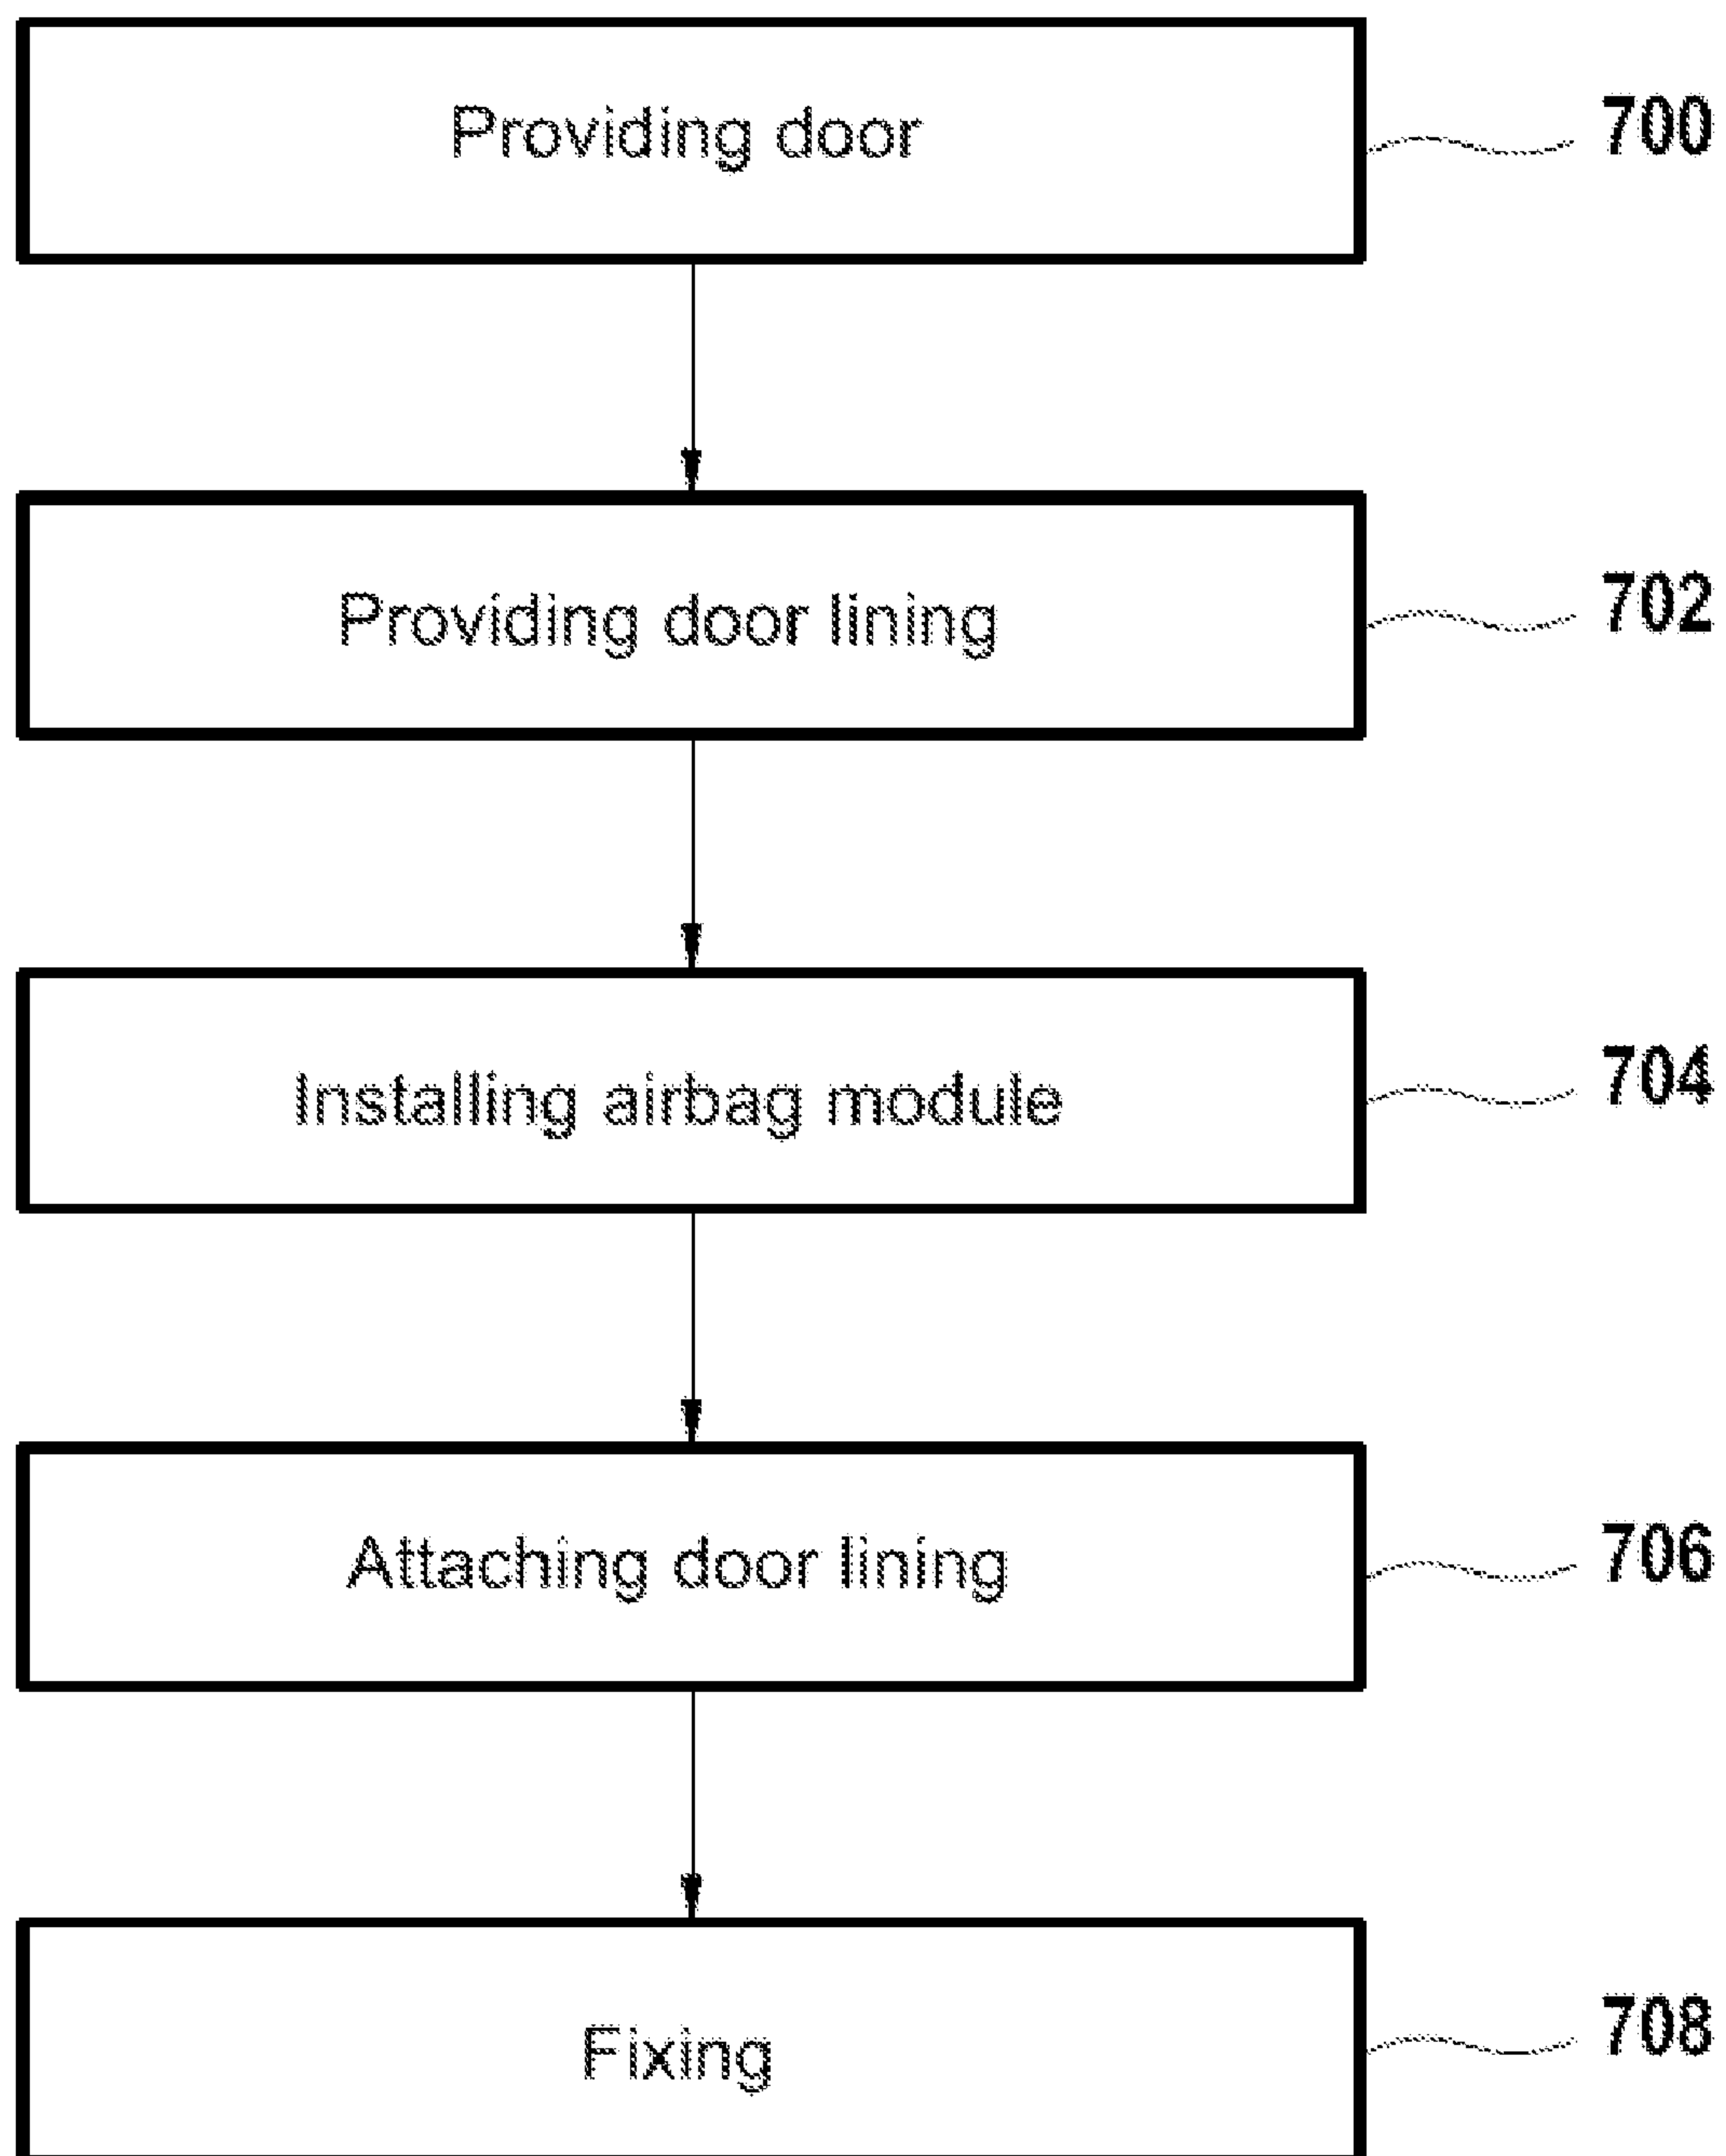 Providing door
700
Providing door lining
702
Installing airbag module
704
Attaching door lining
706
Fixing
708